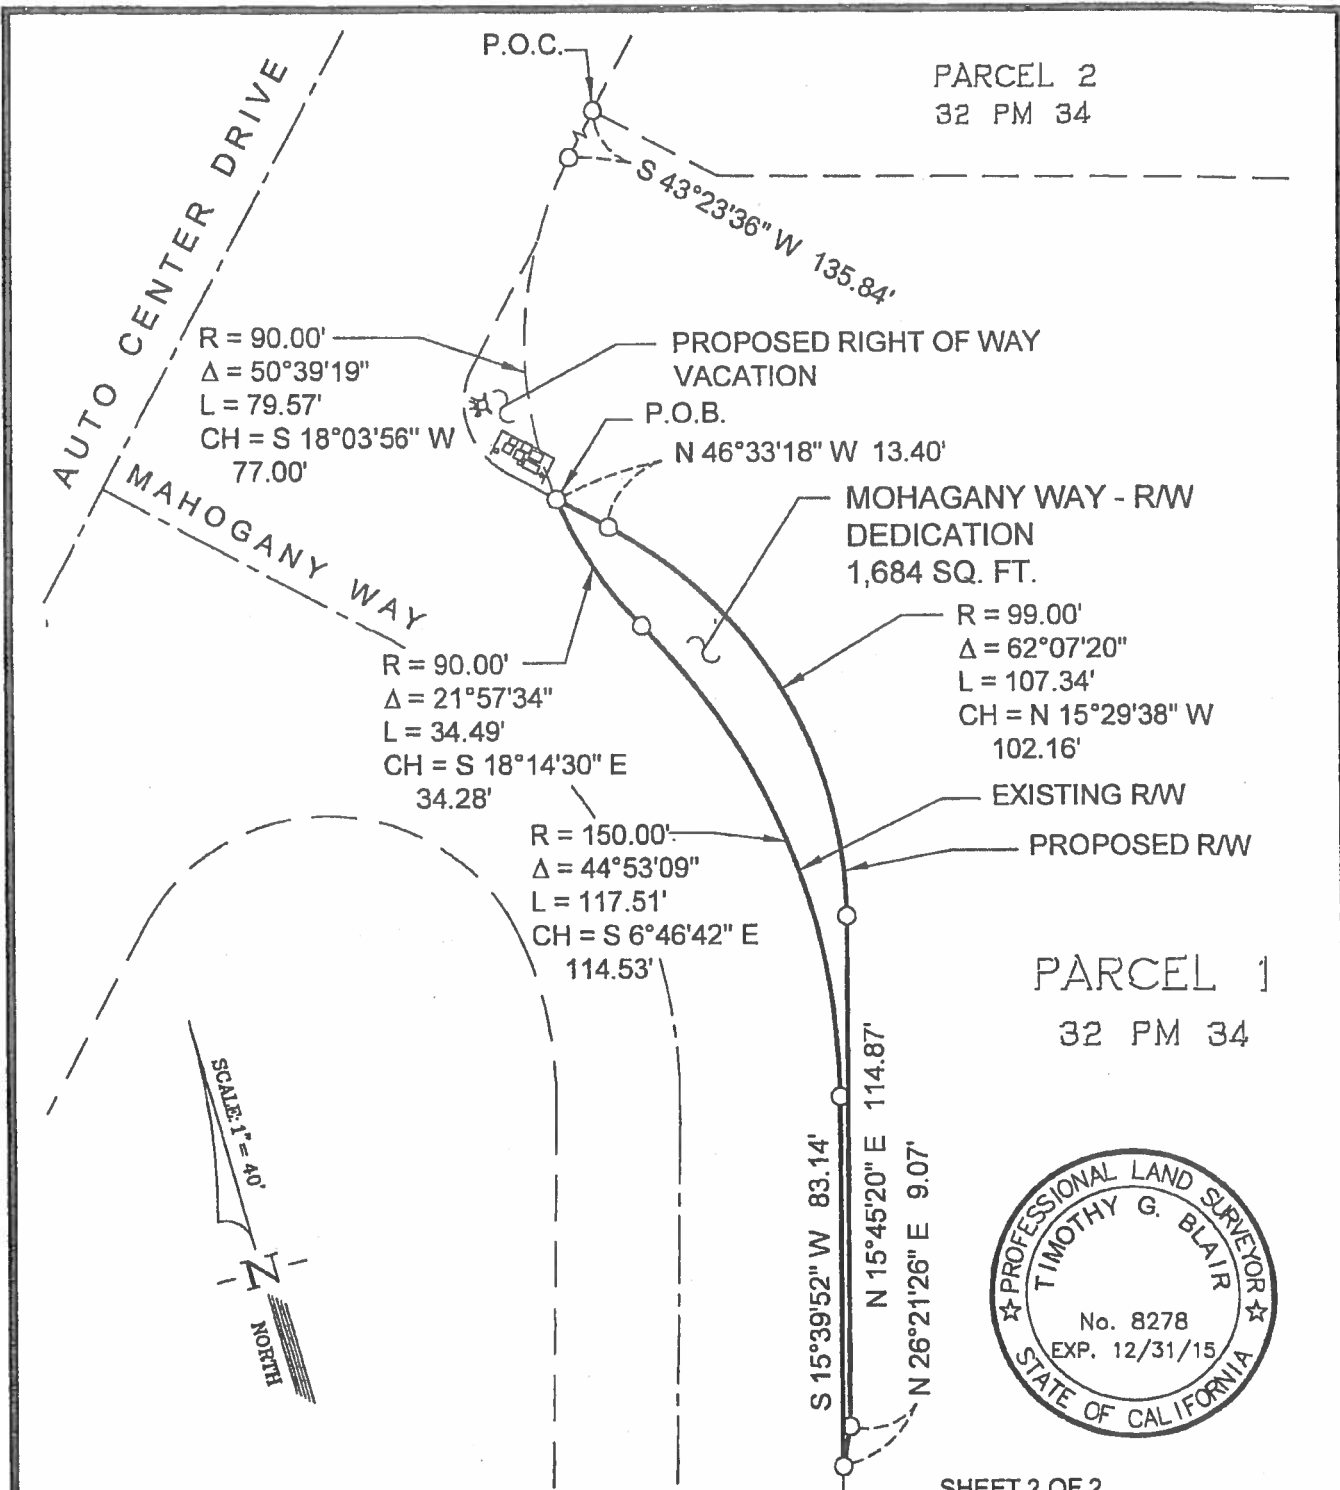 P.O.C.
PARCEL 2
32 PM 34
AUTO CENTER DRIVE
S 43°23'36" W 135.84'
R = 90.00'
Δ = 50°39'19"
L = 79.57'
CH = S 18°03'56" W
77.00'
PROPOSED RIGHT OF WAY
VACATION
P.O.B.
N 46°33'18" W 13.40'
MAHOGANY WAY
MOHAGANY WAY - R/W
DEDICATION
1,684 SQ. FT.
R = 99.00'
Δ = 62°07'20"
L = 107.34'
CH = N 15°29'38" W
102.16'
R = 90.00'
Δ = 21°57'34"
L = 34.49'
CH = S 18°14'30" E
34.28'
EXISTING R/W
PROPOSED R/W
R = 150.00'
Δ = 44°53'09"
L = 117.51'
CH = S 6°46'42" E
114.53'
PARCEL 1
32 PM 34
SCALE: 1" = 40'
N
NORTH
S 15°39'52" W 83.14'
N 15°45'20" E 114.87'
N 26°21'26" E 9.07'
PROFESSIONAL LAND SURVEYOR
TIMOTHY G. BLAIR
No. 8278
EXP. 12/31/15
STATE OF CALIFORNIA
SHEET 2 OF 2